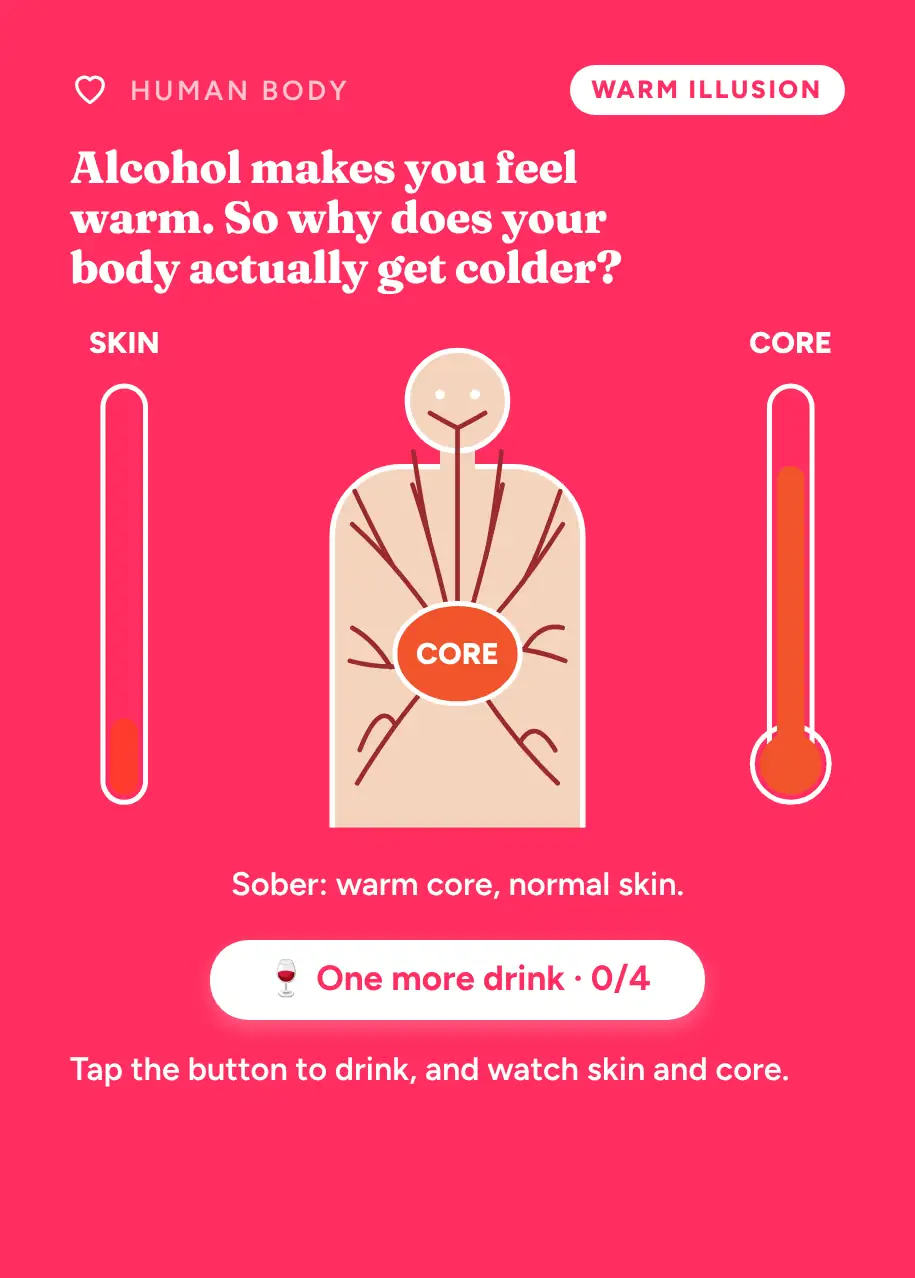 HUMAN BODY
WARM ILLUSION
Alcohol makes you feel
warm. So why does your
body actually get colder?
SKIN
CORE
CORE
Sober: warm core, normal skin.
🍷 One more drink · 0/4
Tap the button to drink, and watch skin and core.